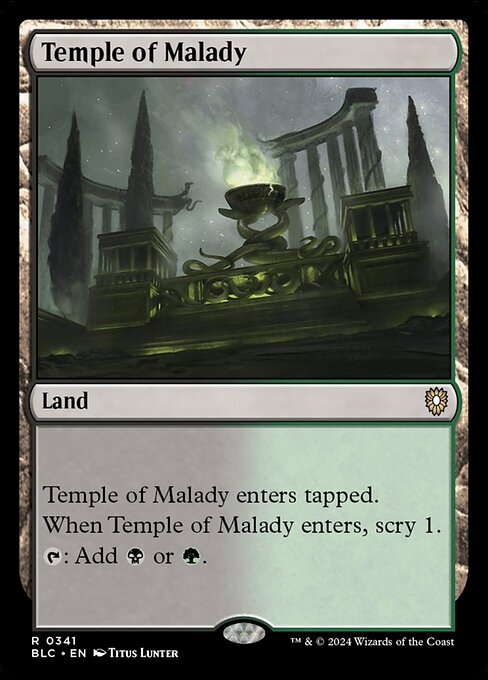 Temple of Malady
Land
Temple of Malady enters tapped.
When Temple of Malady enters, scry 1.
: Add or .
R 0341
BLC • EN Titus Lunter
™ & © 2024 Wizards of the Coast